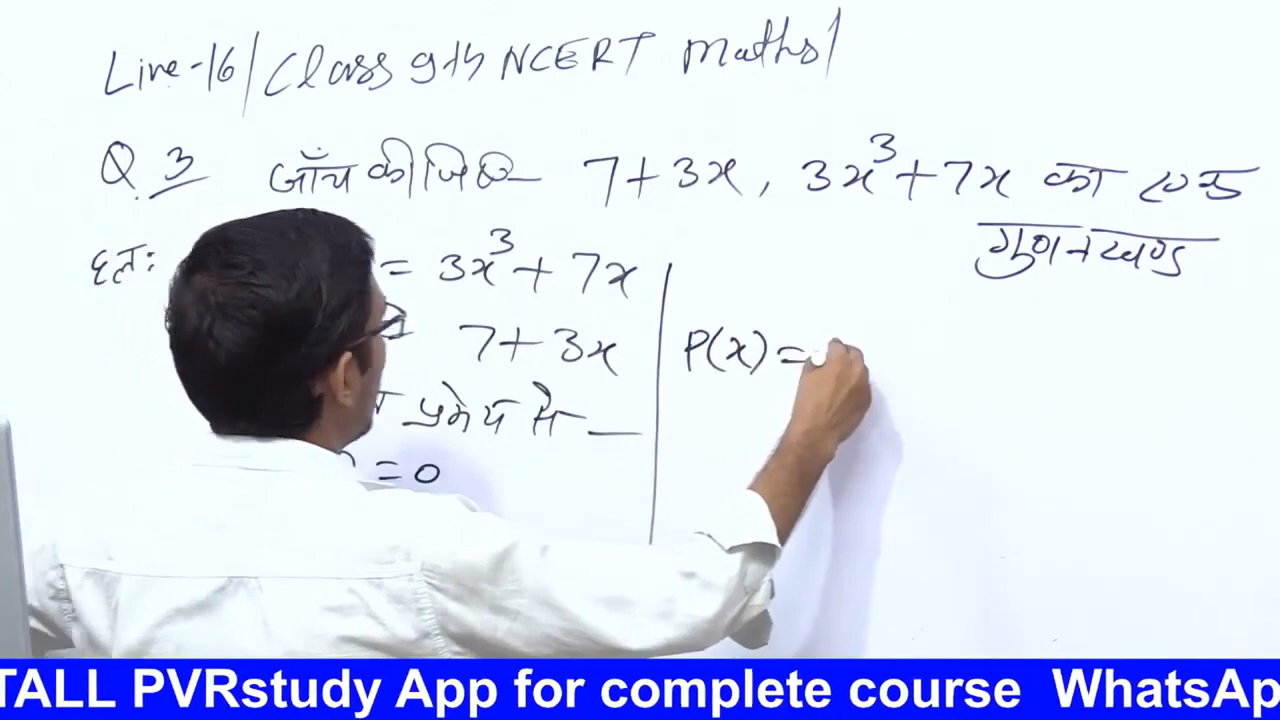 Live-16/Class 9th NCERT Maths/
Q.3 जाँच कीजिए- 7+3x, 3x³+7x का एक
गुणनखण्ड
हल:
= 3x³+7x
7+3x
प्रमेय से —
= 0
P(x) =
TALL PVRstudy App for complete course WhatsAp